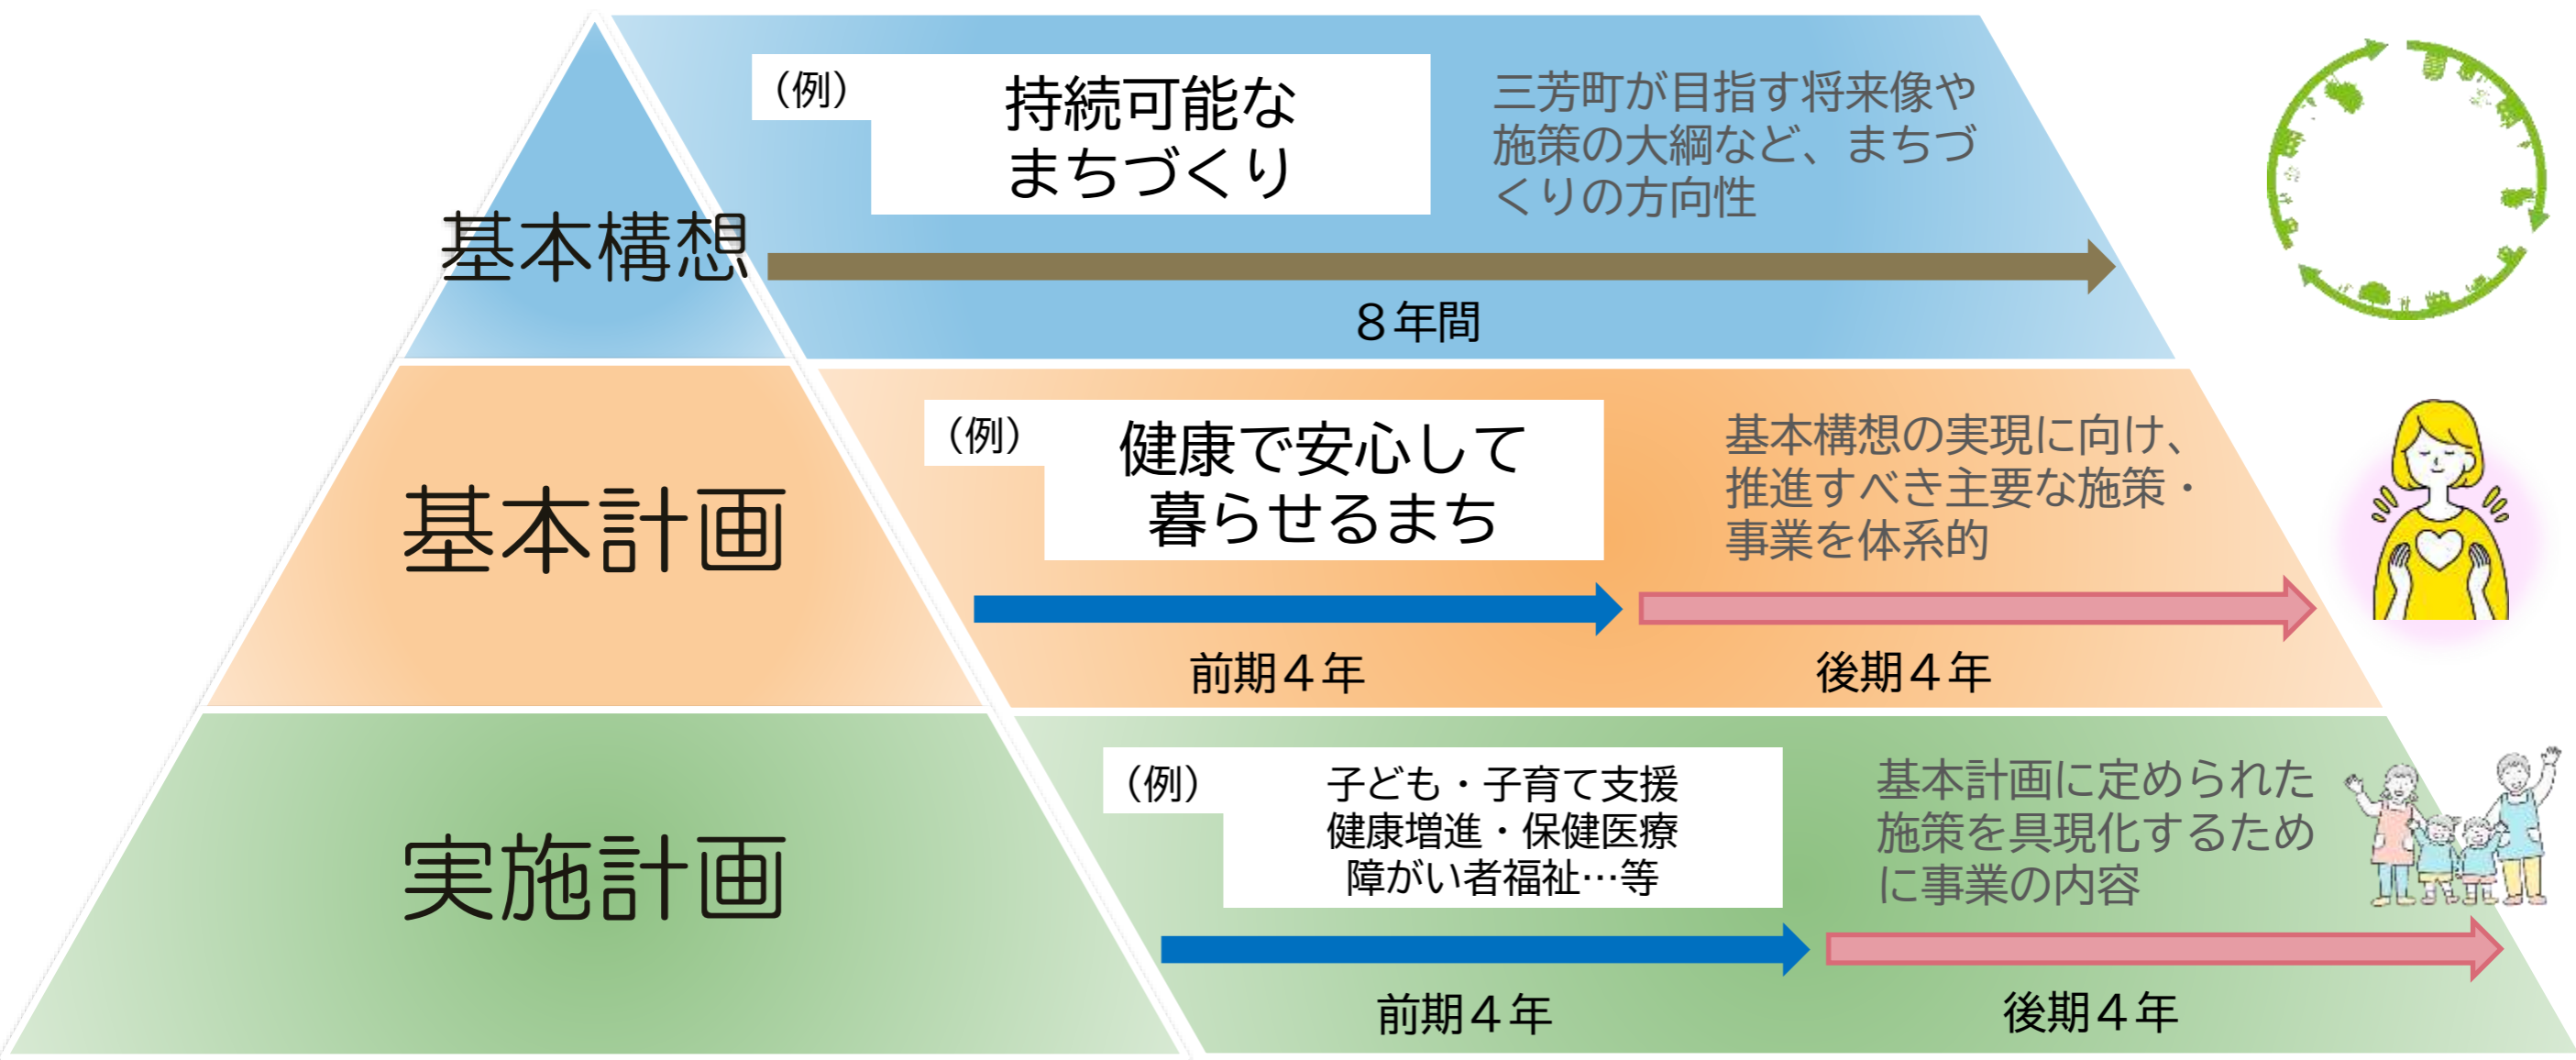 基本構想
（例）
持続可能な
まちづくり
三芳町が目指す将来像や
施策の大綱など、まちづ
くりの方向性
８年間
基本計画
（例）
健康で安心して
暮らせるまち
基本構想の実現に向け、
推進すべき主要な施策・
事業を体系的
前期４年
後期４年
実施計画
（例）
子ども・子育て支援
健康増進・保健医療
障がい者福祉…等
基本計画に定められた
施策を具現化するため
に事業の内容
前期４年
後期４年